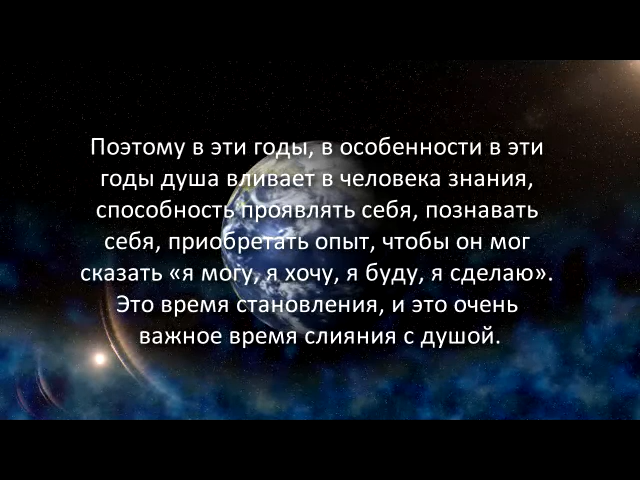 Поэтому в эти годы, в особенности в эти
годы душа вливает в человека знания,
способность проявлять себя, познавать
себя, приобретать опыт, чтобы он мог
сказать «я могу, я хочу, я буду, я сделаю».
Это время становления, и это очень
важное время слияния с душой.